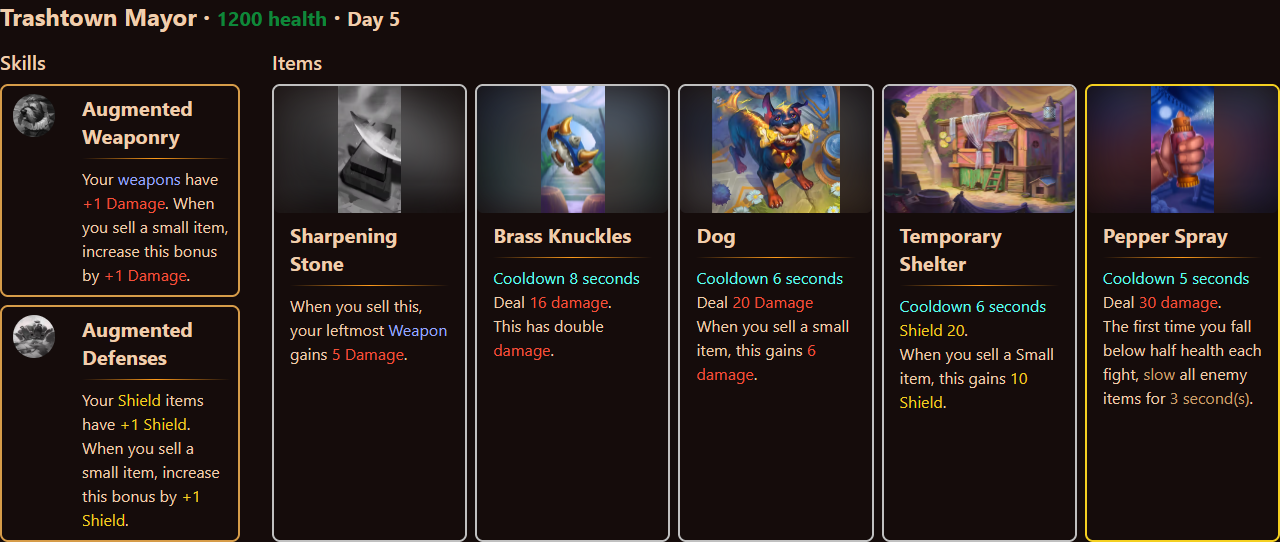 Trashtown Mayor · 1200 health · Day 5
Skills
Augmented
Weaponry
Your weapons have
+1 Damage. When
you sell a small item,
increase this bonus
by +1 Damage.
Augmented
Defenses
Your Shield items
have +1 Shield.
When you sell a
small item, increase
this bonus by +1
Shield.
Items
Sharpening
Stone
When you sell this,
your leftmost Weapon
gains 5 Damage.
Brass Knuckles
Cooldown 8 seconds
Deal 16 damage.
This has double
damage.
Dog
Cooldown 6 seconds
Deal 20 Damage
When you sell a small
item, this gains 6
damage.
Temporary
Shelter
Cooldown 6 seconds
Shield 20.
When you sell a Small
item, this gains 10
Shield.
Pepper Spray
Cooldown 5 seconds
Deal 30 damage.
The first time you fall
below half health each
fight, slow all enemy
items for 3 second(s).